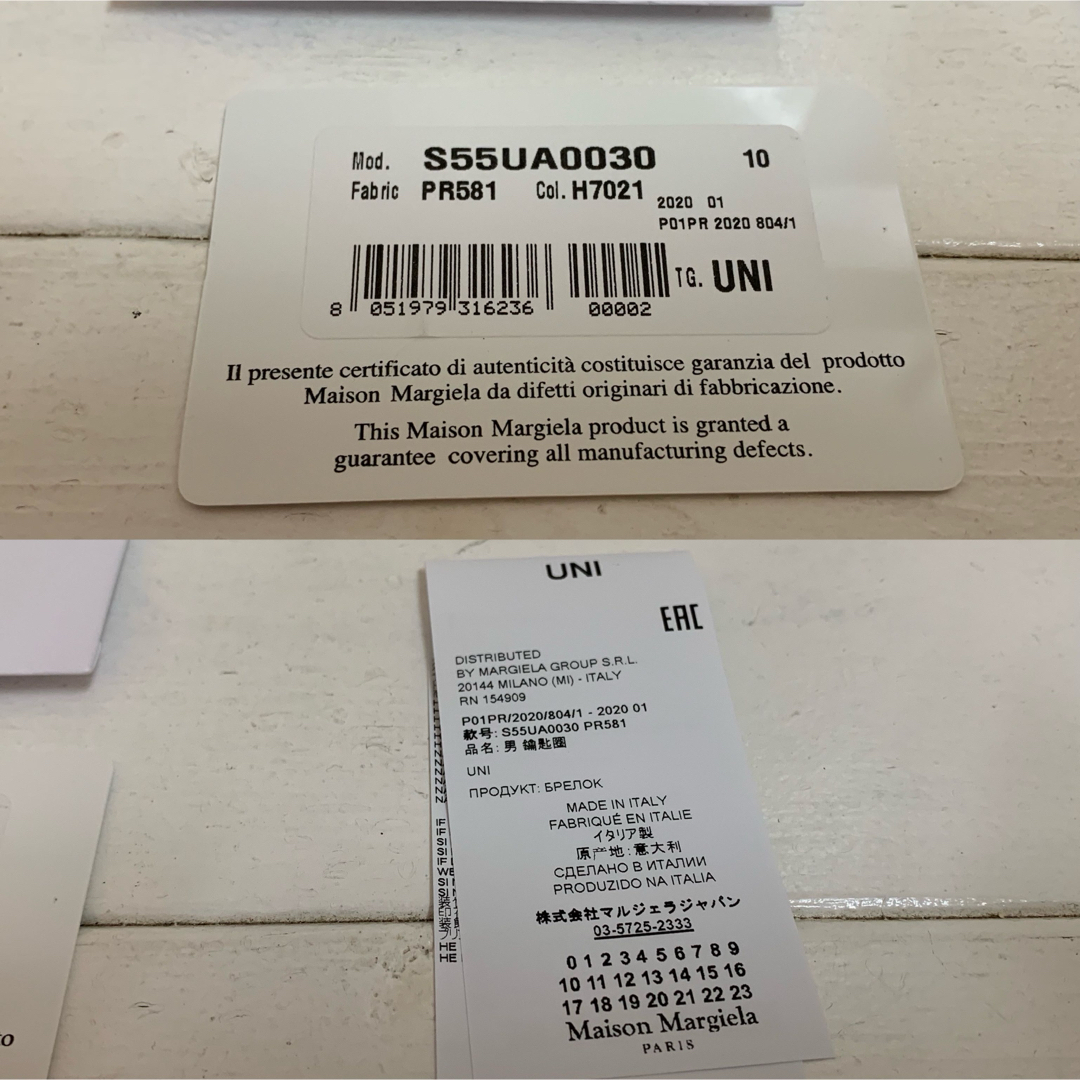 Mod. S55UA0030 10
Fabric PR581 Col. H7021
2020 01
P01PR 2020 804/1
TG. UNI
8 051979 316236 00002
Il presente certificato di autenticità costituisce garanzia del prodotto
Maison Margiela da difetti originari di fabbricazione.
This Maison Margiela product is granted a
guarantee covering all manufacturing defects.
UNI
EAC
DISTRIBUTED
BY MARGIELA GROUP S.R.L.
20144 MILANO (MI) - ITALY
RN 154909
P01PR/2020/804/1 - 2020 01
款号: S55UA0030 PR581
品名: 男 鑰匙圈
UNI
ПРОДУКТ: БРЕЛОК
MADE IN ITALY
FABRIQUÉ EN ITALIE
イタリア製
原产地: 意大利
СДЕЛАНО В ИТАЛИИ
PRODUZIDO NA ITALIA
株式会社マルジェラジャパン
03-5725-2333
0 1 2 3 4 5 6 7 8 9
10 11 12 13 14 15 16
17 18 19 20 21 22 23
Maison Margiela
PARIS